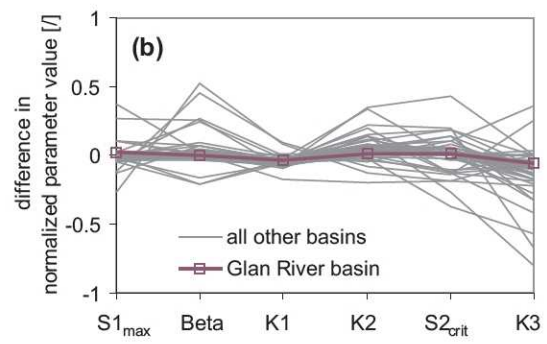 1
(b)
0.5
0
-0.5
-1
difference in
normalized parameter value [/]
all other basins
Glan River basin
S1max Beta K1 K2 S2crit K3